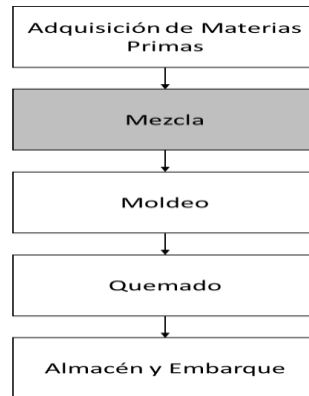 Adquisición de Materias
Primas
Mezcla
Moldeo
Quemado
Almacén y Embarque